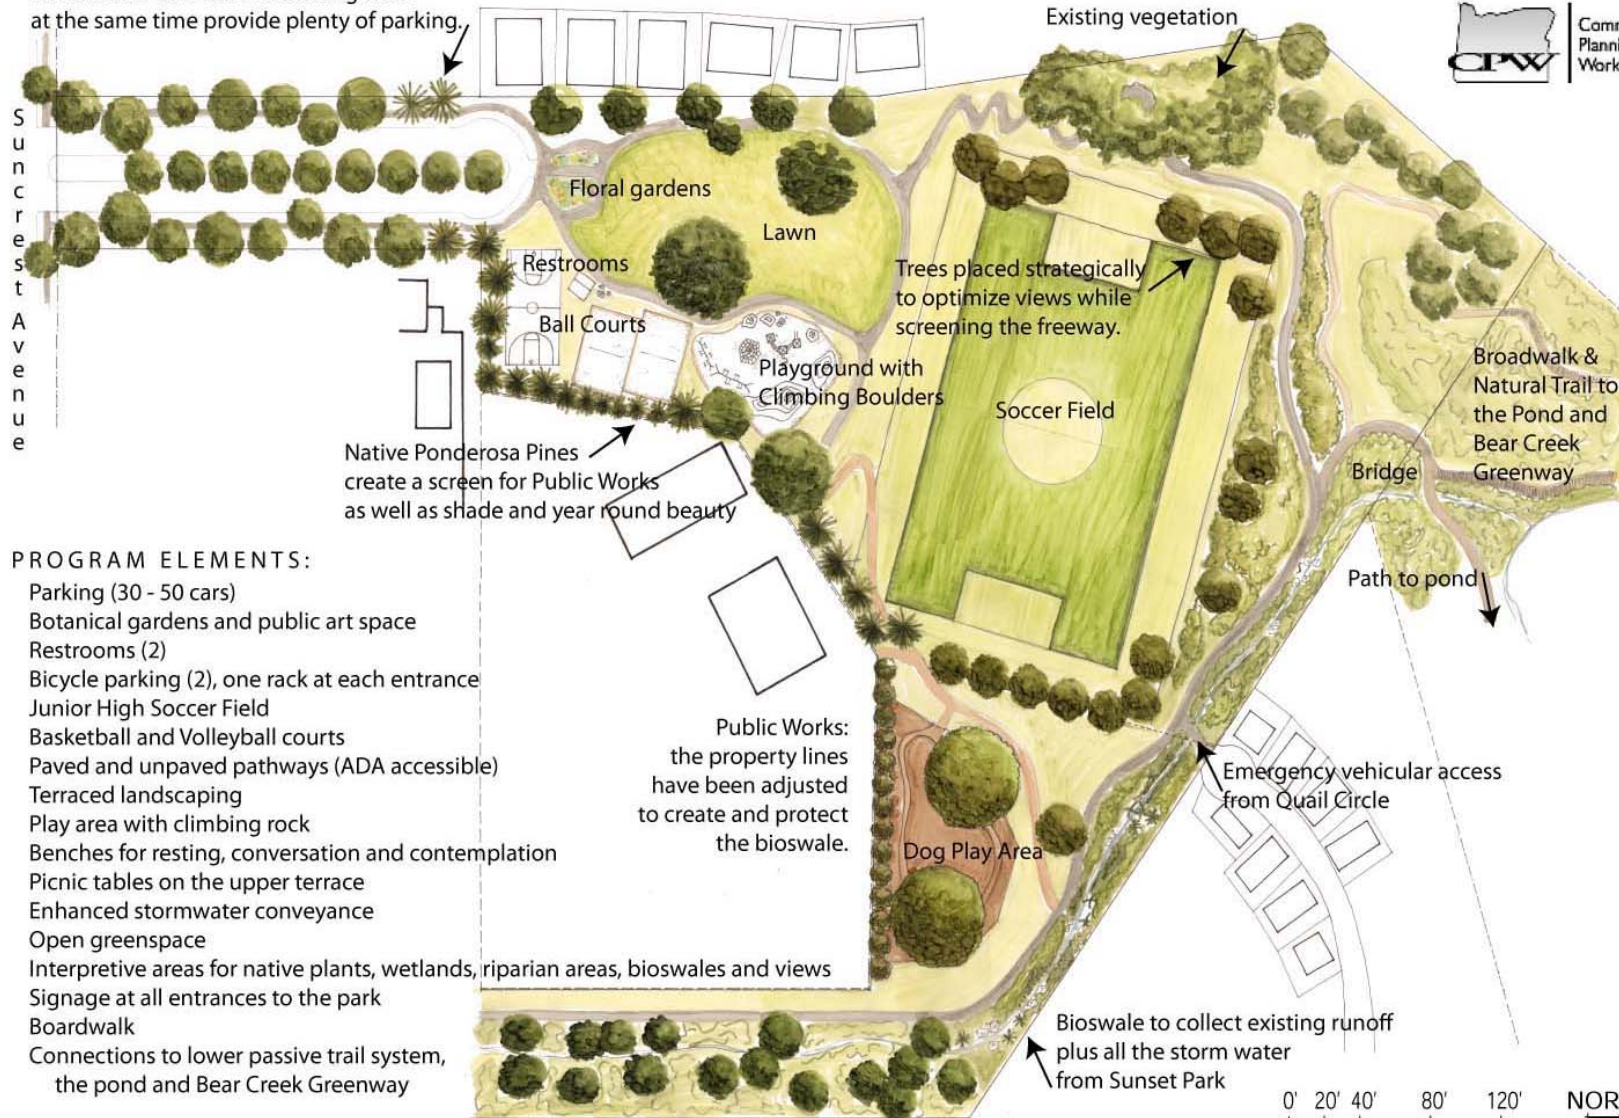 at the same time provide plenty of parking.
Existing vegetation
CPW
Suncrest Avenue
Floral gardens
Lawn
Restrooms
Ball Courts
Trees placed strategically
to optimize views while
screening the freeway.
Playground with
Climbing Boulders
Soccer Field
Broadwalk &
Natural Trail to
the Pond and
Bear Creek
Greenway
Bridge
Native Ponderosa Pines
create a screen for Public Works
as well as shade and year round beauty
Path to pond
PROGRAM ELEMENTS:
Parking (30 - 50 cars)
Botanical gardens and public art space
Restrooms (2)
Bicycle parking (2), one rack at each entrance
Junior High Soccer Field
Basketball and Volleyball courts
Paved and unpaved pathways (ADA accessible)
Terraced landscaping
Play area with climbing rock
Benches for resting, conversation and contemplation
Picnic tables on the upper terrace
Enhanced stormwater conveyance
Open greenspace
Interpretive areas for native plants, wetlands, riparian areas, bioswales and views
Signage at all entrances to the park
Boardwalk
Connections to lower passive trail system,
the pond and Bear Creek Greenway
Public Works:
the property lines
have been adjusted
to create and protect
the bioswale.
Emergency vehicular access
from Quail Circle
Dog Play Area
Bioswale to collect existing runoff
plus all the storm water
from Sunset Park
0' 20' 40' 80' 120'